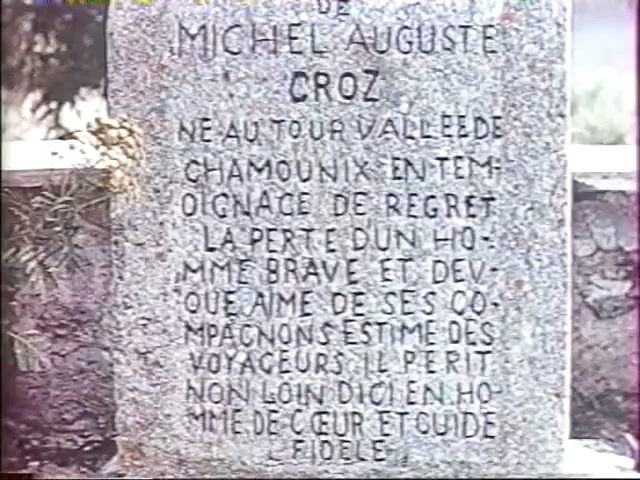 DE
MICHEL AUGUSTE
CROZ
NE AU TOUR VALLEEDE
CHAMOUNIX EN TEM-
OIGNAGE DE REGRET
LA PERTE D'UN HO-
MME BRAVE ET DEV-
OUE AIME DE SES CO-
MPAGNONS ESTIME DES
VOYAGEURS IL PERIT
NON LOIN D'ICI EN HO-
MME DE CŒUR ET GUIDE
FIDELE